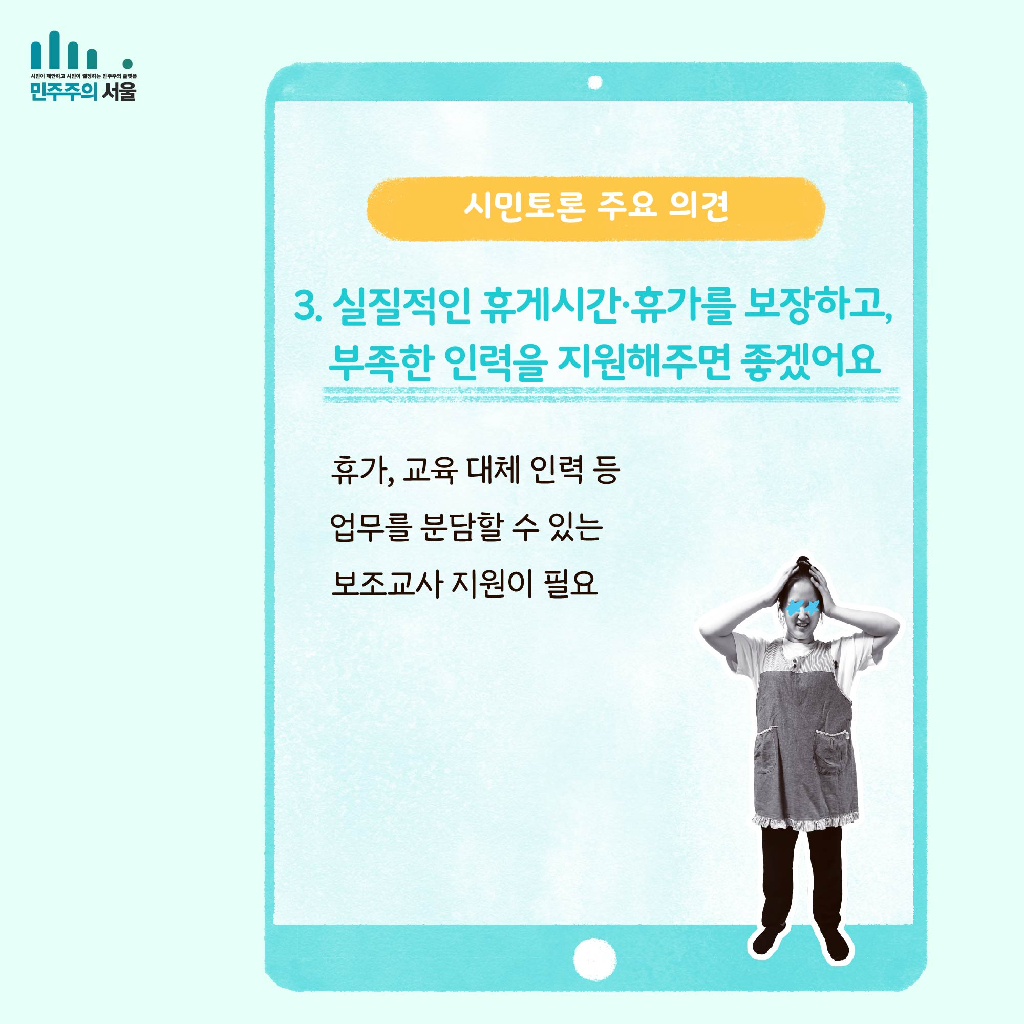 시민이 제안하고 시민이 결정하는 민주주의 플랫폼
민주주의 서울
시민토론 주요 의견
3. 실질적인 휴게시간·휴가를 보장하고,
부족한 인력을 지원해주면 좋겠어요
휴가, 교육 대체 인력 등
업무를 분담할 수 있는
보조교사 지원이 필요